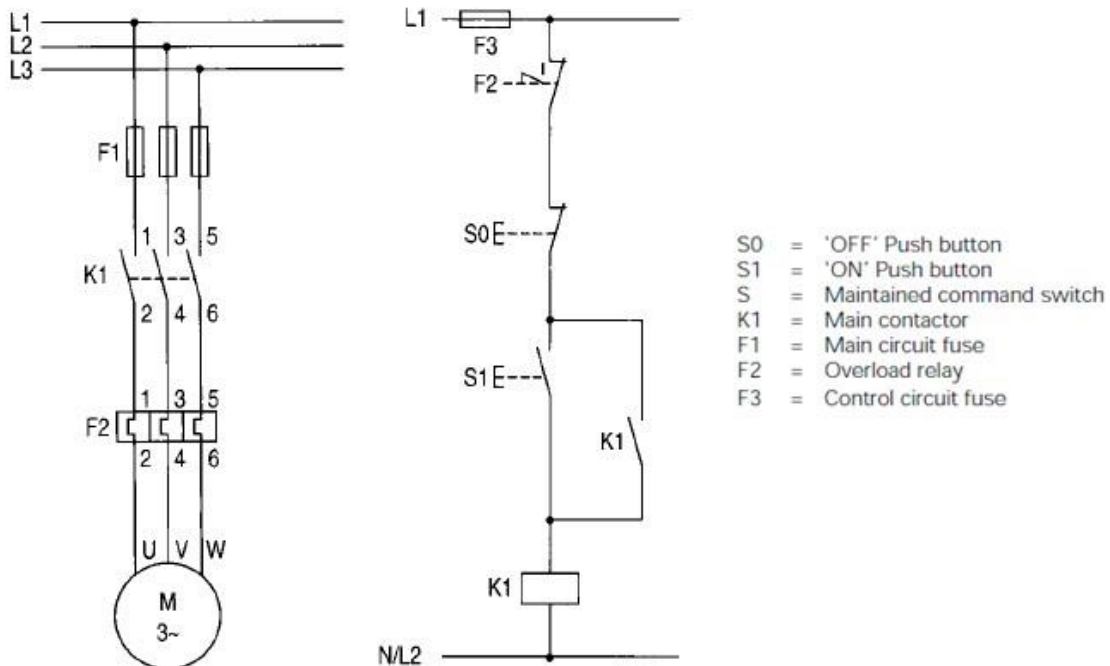 L1
L2
L3
F1
1 3 5
K1
2 4 6
1 3 5
F2
2 4 6
U V W
M
3~
L1
F3
F2
S0
S1
K1
K1
N/L2
S0 = 'OFF' Push button
S1 = 'ON' Push button
S = Maintained command switch
K1 = Main contactor
F1 = Main circuit fuse
F2 = Overload relay
F3 = Control circuit fuse